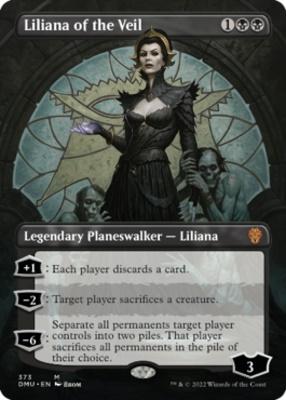 Liliana of the Veil 1
Legendary Planeswalker — Liliana
+1: Each player discards a card.
−2: Target player sacrifices a creature.
−6: Separate all permanents target player
controls into two piles. That player
sacrifices all permanents in the pile of
their choice.
3
373 M
DMU • EN EBOM
™ & © 2022 Wizards of the Coast